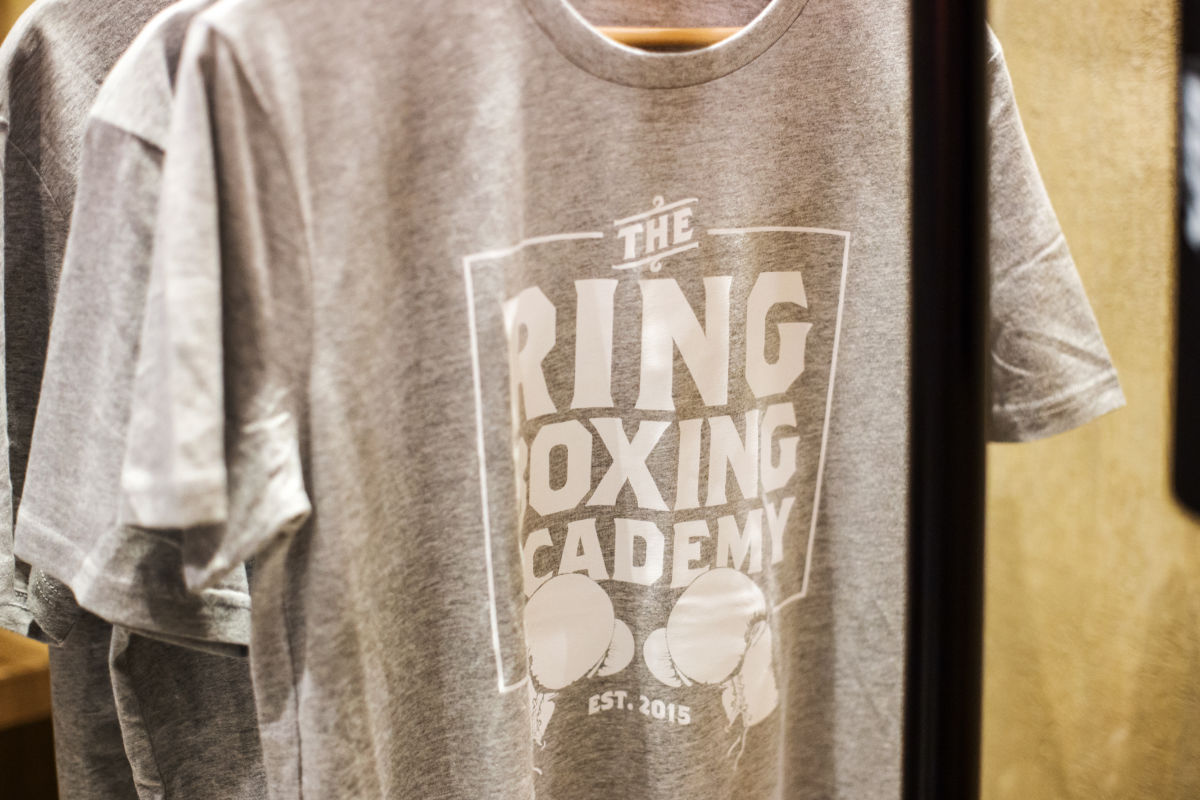 THE
RING
BOXING
ACADEMY
EST. 2015